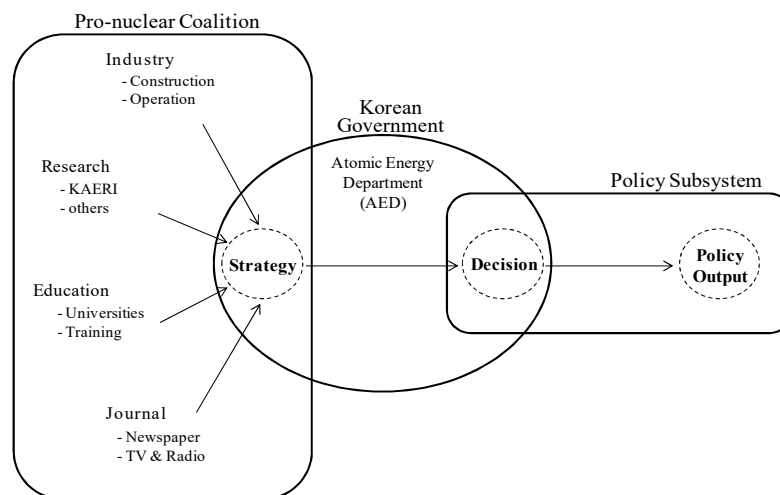 Pro-nuclear Coalition
Industry
- Construction
- Operation
Research
- KAERI
- others
Education
- Universities
- Training
Journal
- Newspaper
- TV & Radio
Strategy
Korean
Government
Atomic Energy
Department
(AED)
Decision
Policy Subsystem
Policy
Output